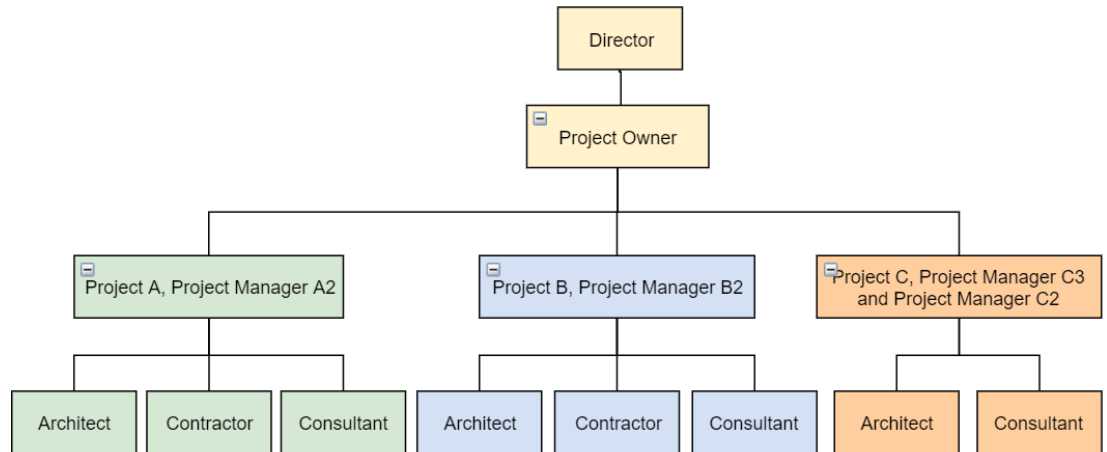 Director
Project Owner
Project A, Project Manager A2
Project B, Project Manager B2
Project C, Project Manager C3
and Project Manager C2
Architect
Contractor
Consultant
Architect
Contractor
Consultant
Architect
Consultant